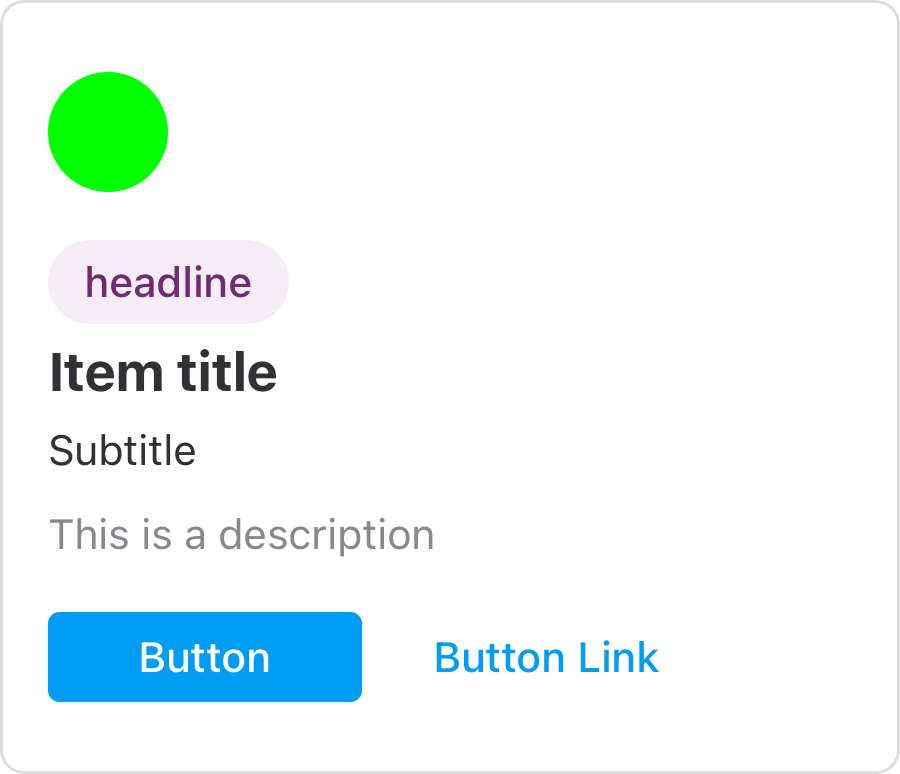 headline
Item title
Subtitle
This is a description
Button Button Link